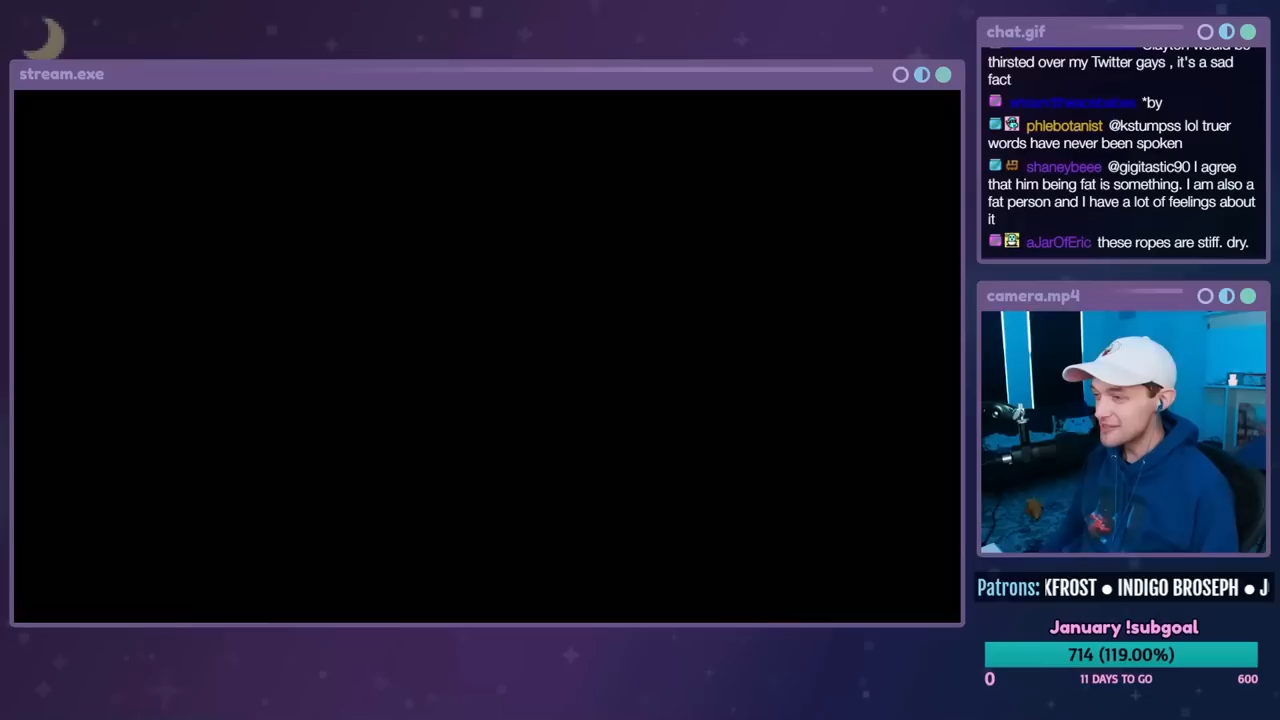 stream.exe
chat.gif
thirsted over my Twitter gays , it's a sad
fact
*by
phlebotanist @kstumpss lol truer
words have never been spoken
shaneybeee @gigitastic90 I agree
that him being fat is something. I am also a
fat person and I have a lot of feelings about
it
aJarOfEric these ropes are stiff. dry.
camera.mp4
Patrons: KFROST ● INDIGO BROSEPH ● J
January !subgoal
714 (119.00%)
0 11 DAYS TO GO 600